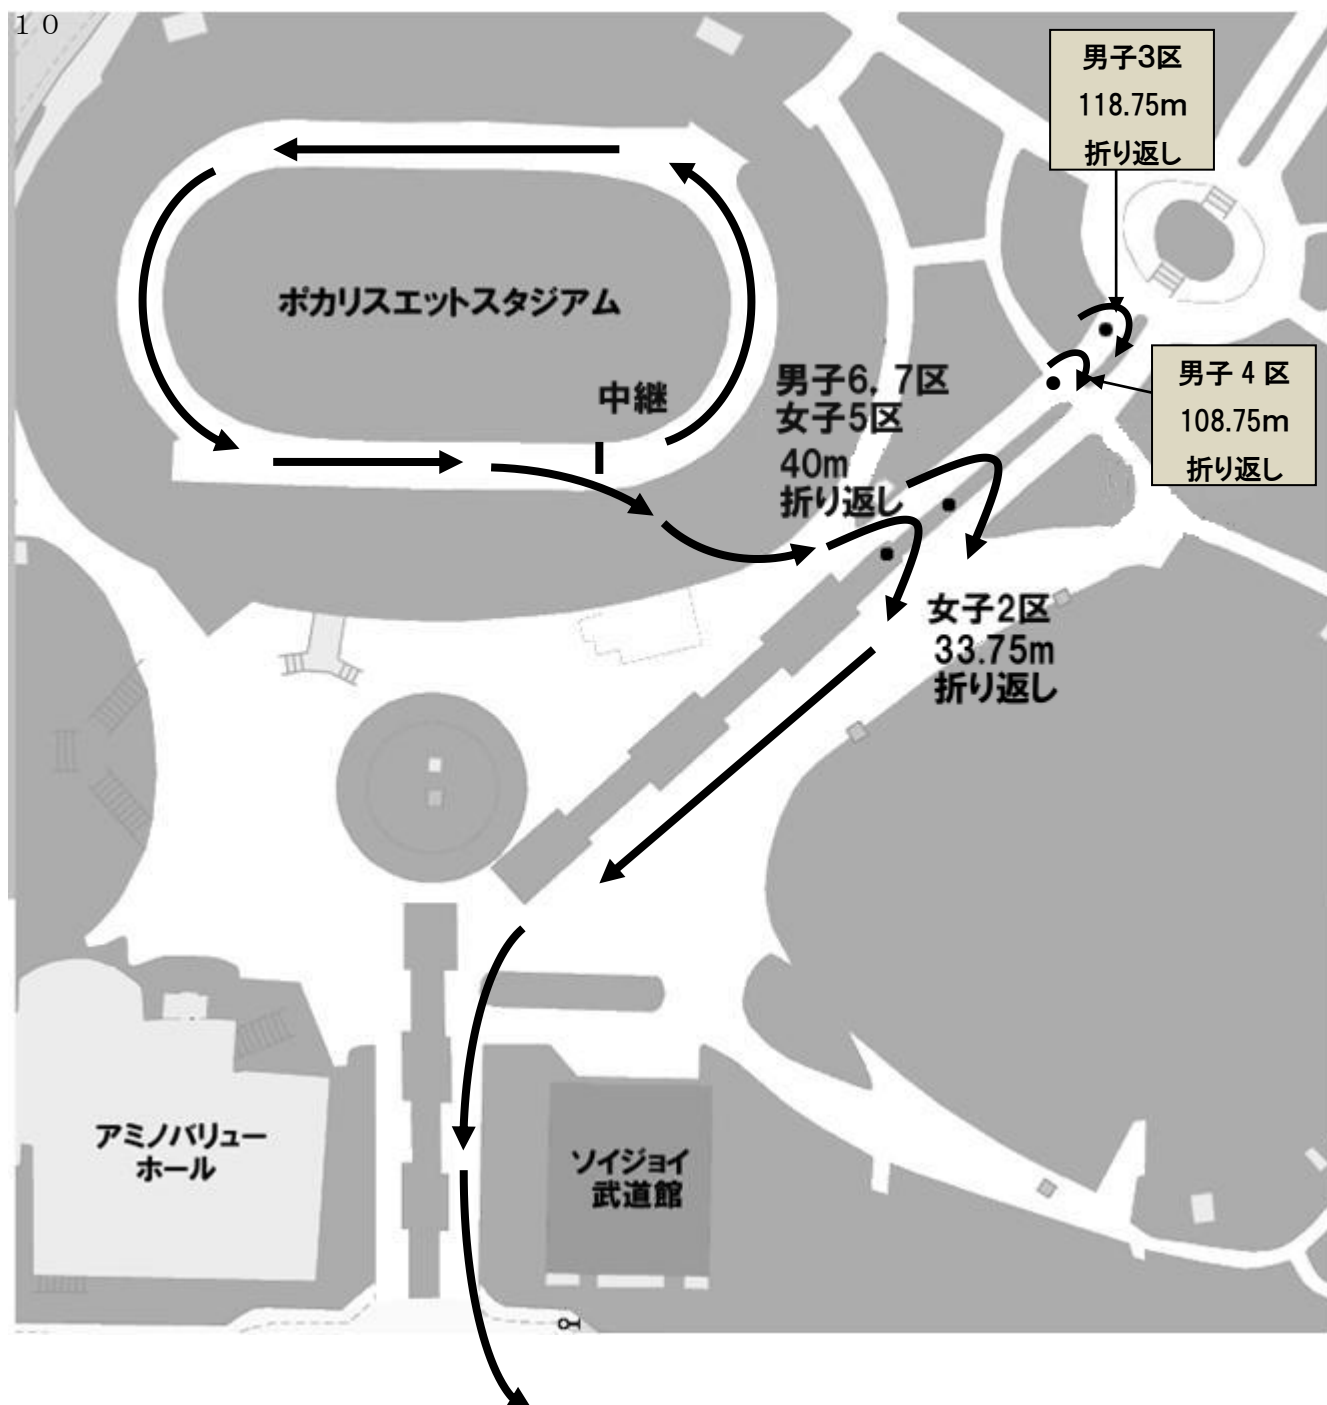 １０
男子3区
118.75m
折り返し
ポカリスエットスタジアム
中継
男子6．7区
女子5区
40m
折り返し
男子 4 区
108.75m
折り返し
女子2区
33.75m
折り返し
アミノバリュー
ホール
ソイジョイ
武道館